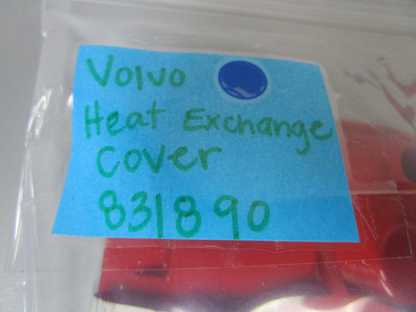 Volvo
Heat Exchange
Cover
831890